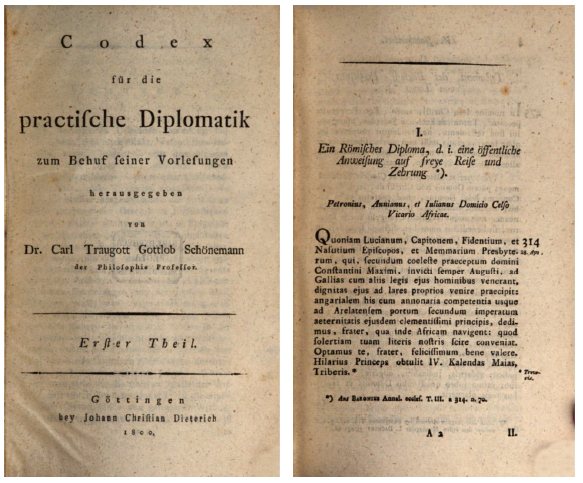 Codex
für die
practiſche Diplomatik
zum Behuf ſeiner Vorleſungen
herausgegeben
von
Dr. Carl Traugott Gottlob Schönemann
der Philoſophie Profeſſor.
Erſter Theil.
Göttingen
bey Johann Chriſtian Dieterich
1800.
I.
Ein Römiſches Diploma, d. i. eine öffentliche
Anweiſung auf freye Reiſe und
Zehrung *).
Petronius, Annianus, et Iulianus Domitio Celſo
Vicario Africae.
Quoniam Lucianum, Capitonem, Fidentium, et 314
Naſutium Epiſcopos, et Memmarium Presbyte-
rum, qui, ſecundum coeleſte praeceptum domini
Conſtantini Maximi, invicti ſemper Auguſti, ad
Gallias cum aliis legis ejus hominibus venerant,
dignitas ejus ad lares proprios venire praecipit:
angarialem his cum annonaria competentia usque
ad Arelatenſem portum ſecundum imperatum
aeternitatis ejusdem clementiſſimi principis, dedi-
mus, frater, qua inde Africam navigent: quod
ſolertiam tuam literis noſtris ſcire conveniat.
Optamus te, frater, feliciſſimum bene valere.
Hilarius Princeps obtulit IV. Kalendas Maias,
Triberis.*
*) Aus BARONIUS Annal. eccleſ. T. III. a 314. n. 70.
A 2 II.